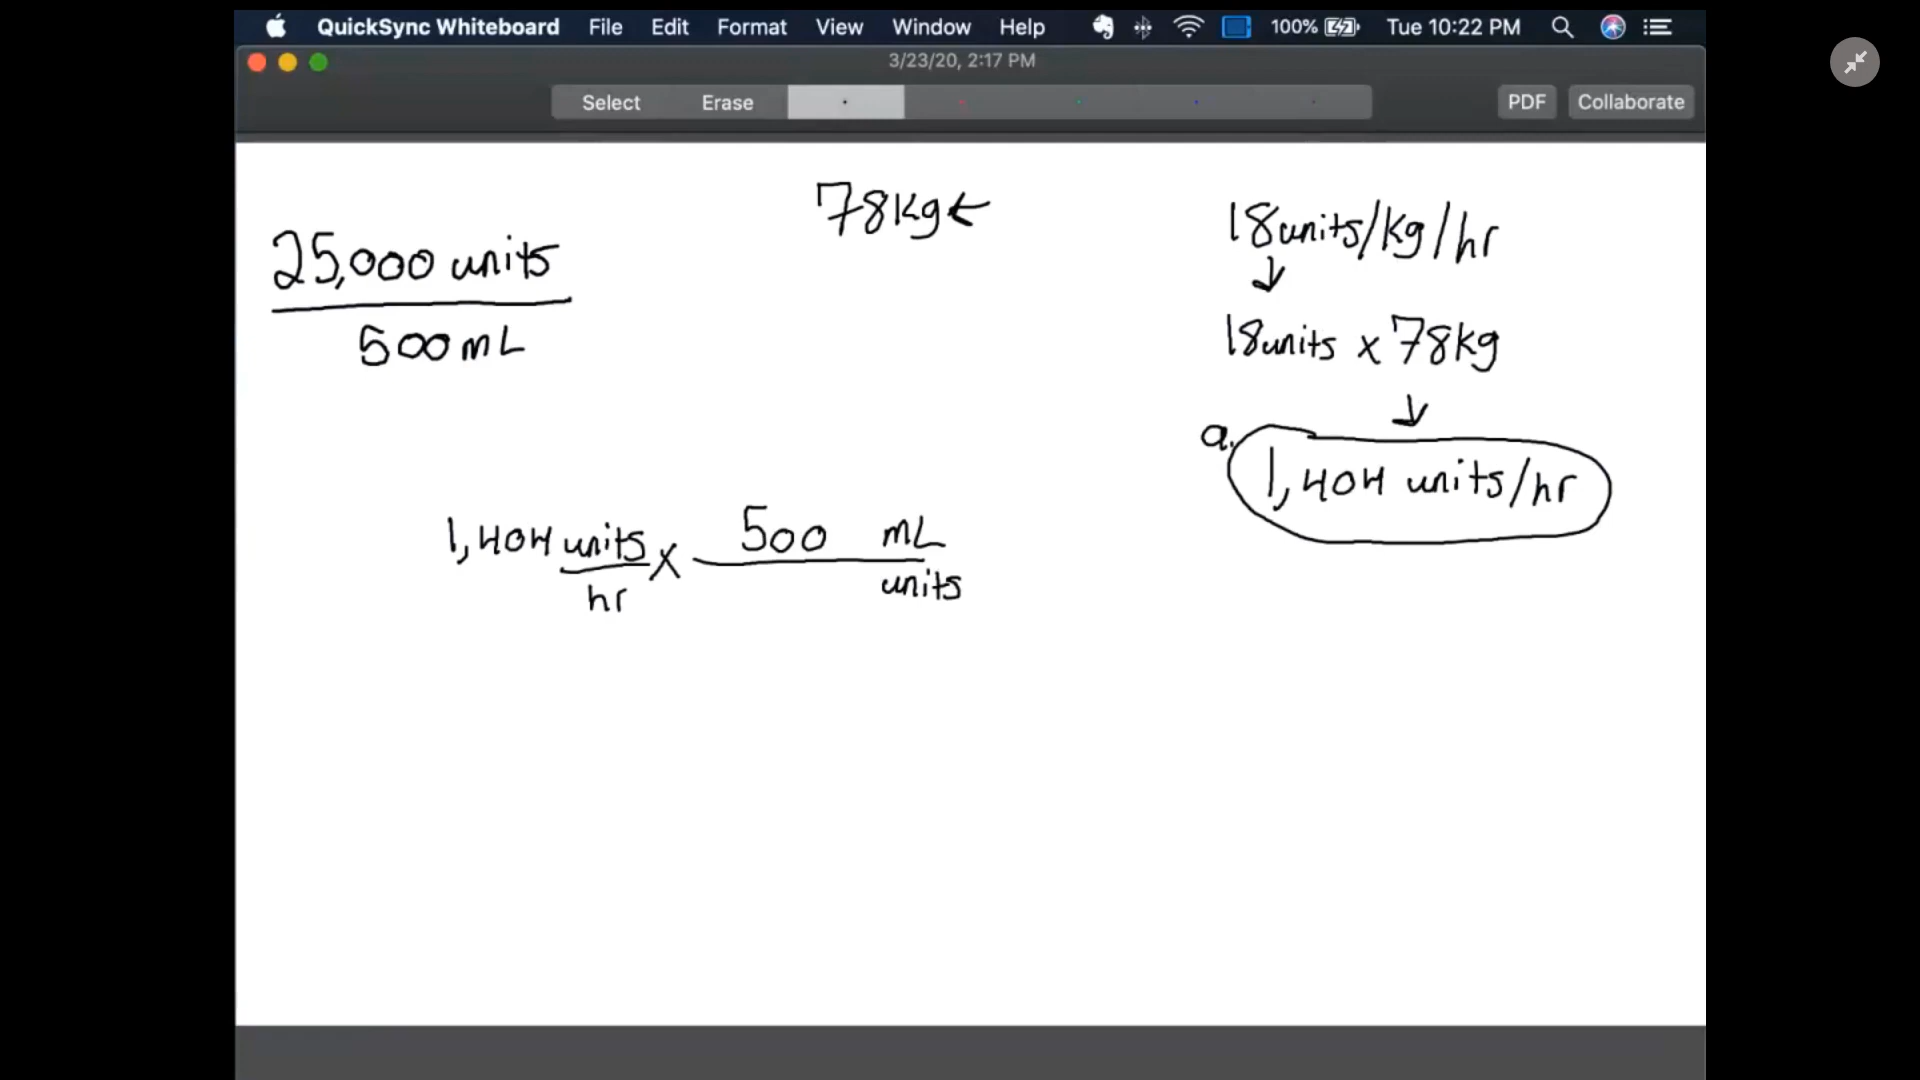 QuickSync Whiteboard File Edit Format View Window Help 100% Tue 10:22 PM
3/23/20, 2:17 PM
Select Erase PDF Collaborate
78kg←
25,000 units
500 mL
18units/kg/hr
↓
18units x 78kg
↓
a. 1,404 units/hr
1,404 units x 500 mL
hr units